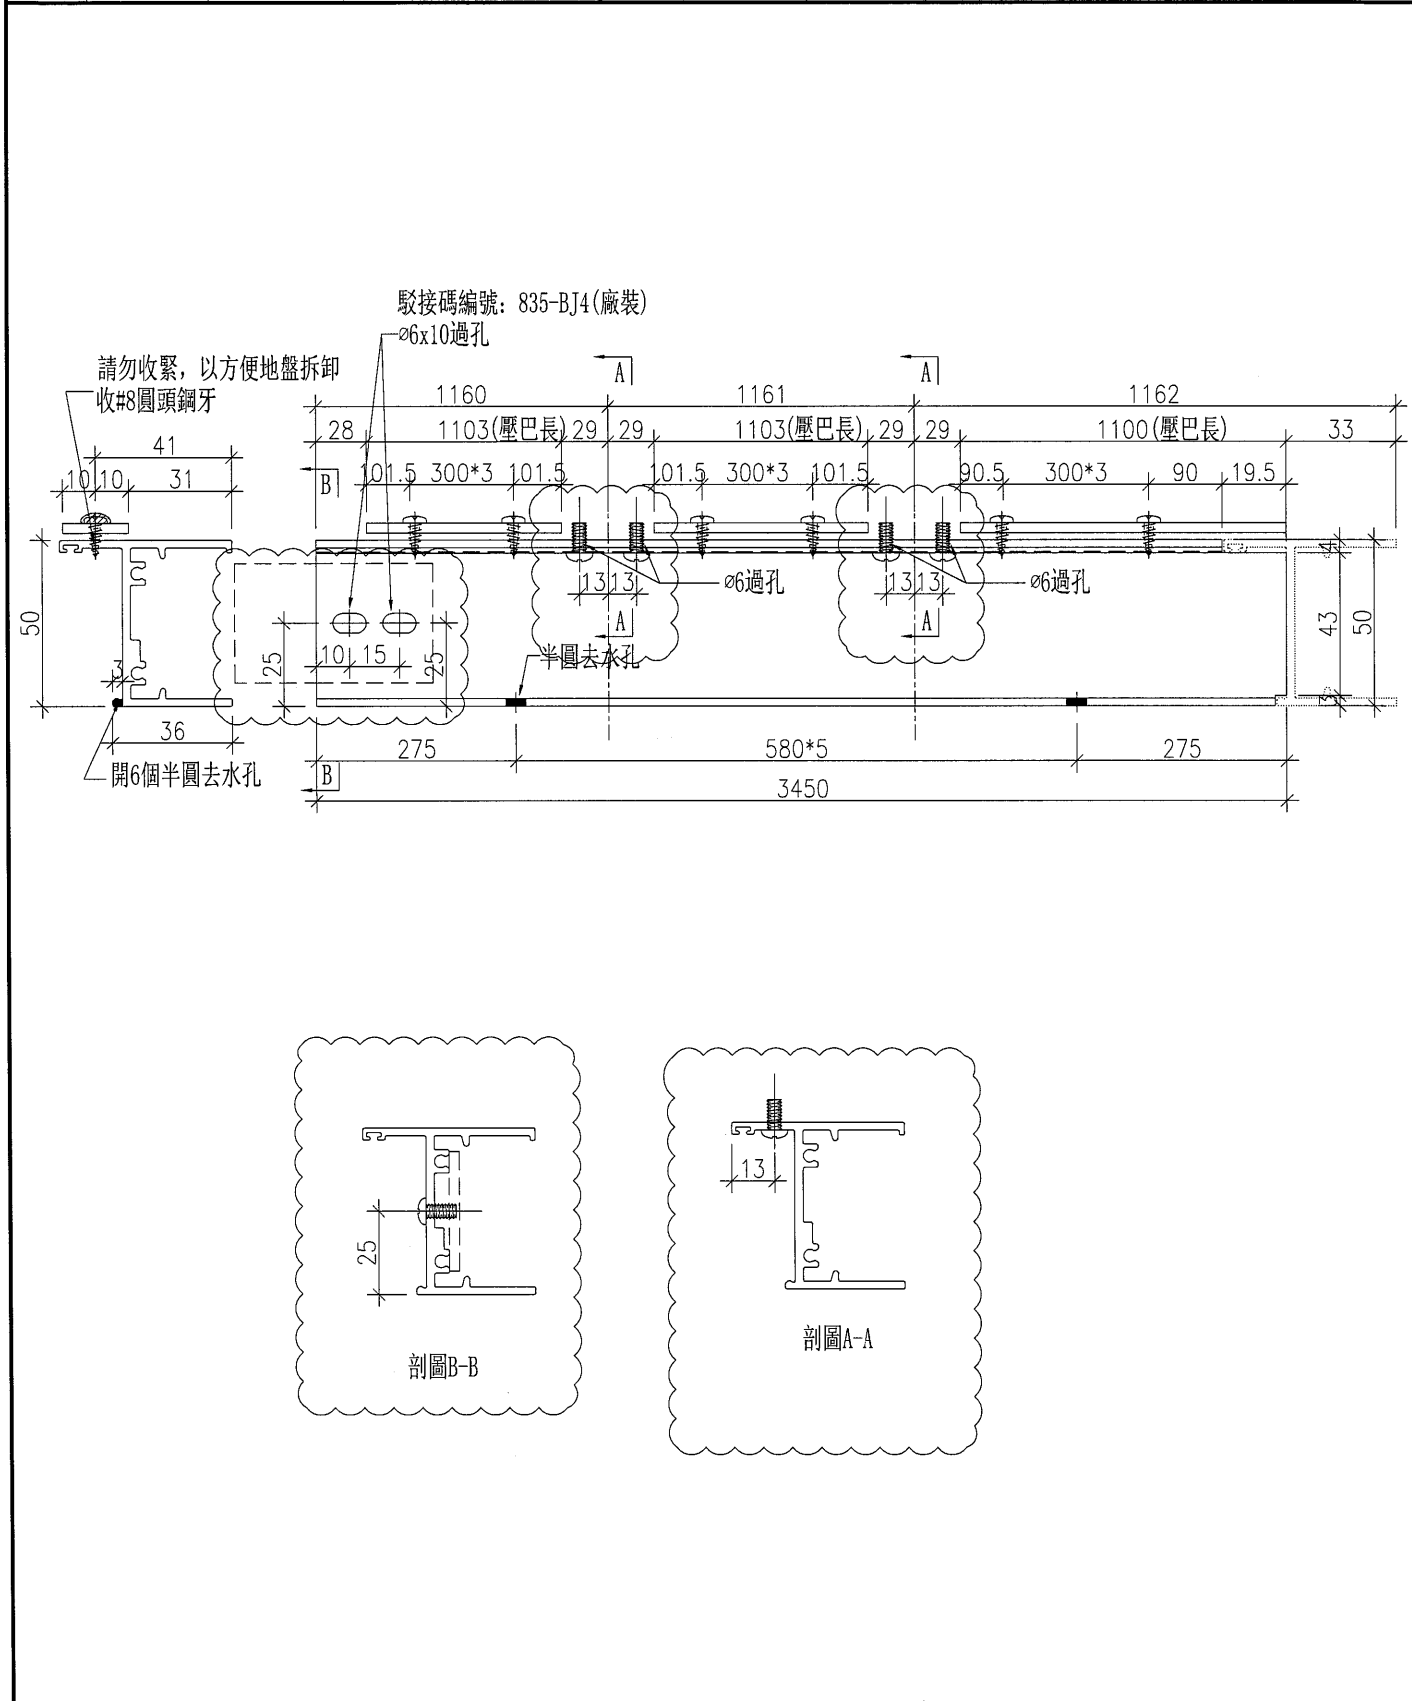 駁接碼編號: 835-BJ4(廠裝)
ø6x10過孔
請勿收緊, 以方便地盤拆卸
收#8圓頭鋼牙
A
A
1160
1161
1162
28
1103(壓巴長)
29
29
1103(壓巴長)
29
29
1100(壓巴長)
33
41
10
10
31
B
101.5
300*3
101.5
101.5
300*3
101.5
90.5
300*3
90
19.5
50
3
36
開6個半圓去水孔
25
10
15
25
13
13
ø6過孔
13
13
ø6過孔
A
A
半圓去水孔
4
43
3
50
B
275
580*5
275
3450
25
剖圖B-B
13
剖圖A-A